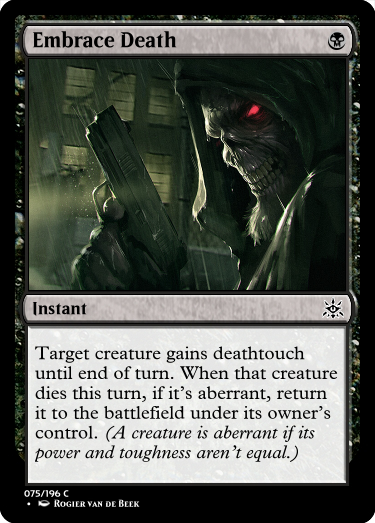 Embrace Death
Instant
Target creature gains deathtouch
until end of turn. When that creature
dies this turn, if it's aberrant, return
it to the battlefield under its owner's
control. (A creature is aberrant if its
power and toughness aren't equal.)
075/196 C
• Rogier van de Beek